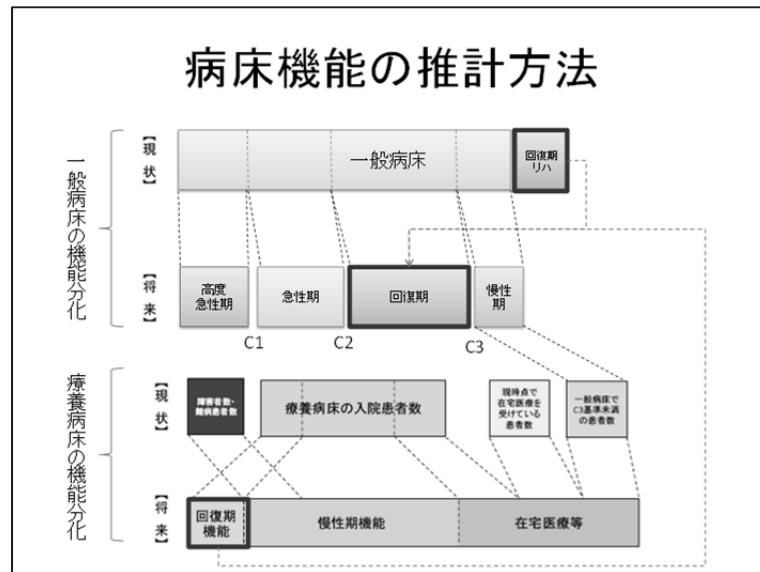 病床機能の推計方法
一般病床の機能分化
【現状】
一般病床
回復期
リハ
【将来】
高度
急性期
急性期
回復期
慢性
期
C1
C2
C3
療養病床の機能分化
【現状】
障害者数・
難病患者数
療養病床の入院患者数
現時点で
在宅医療を
受けている
患者数
一般病床で
C3基準未満
の患者数
【将来】
回復期
機能
慢性期機能
在宅医療等